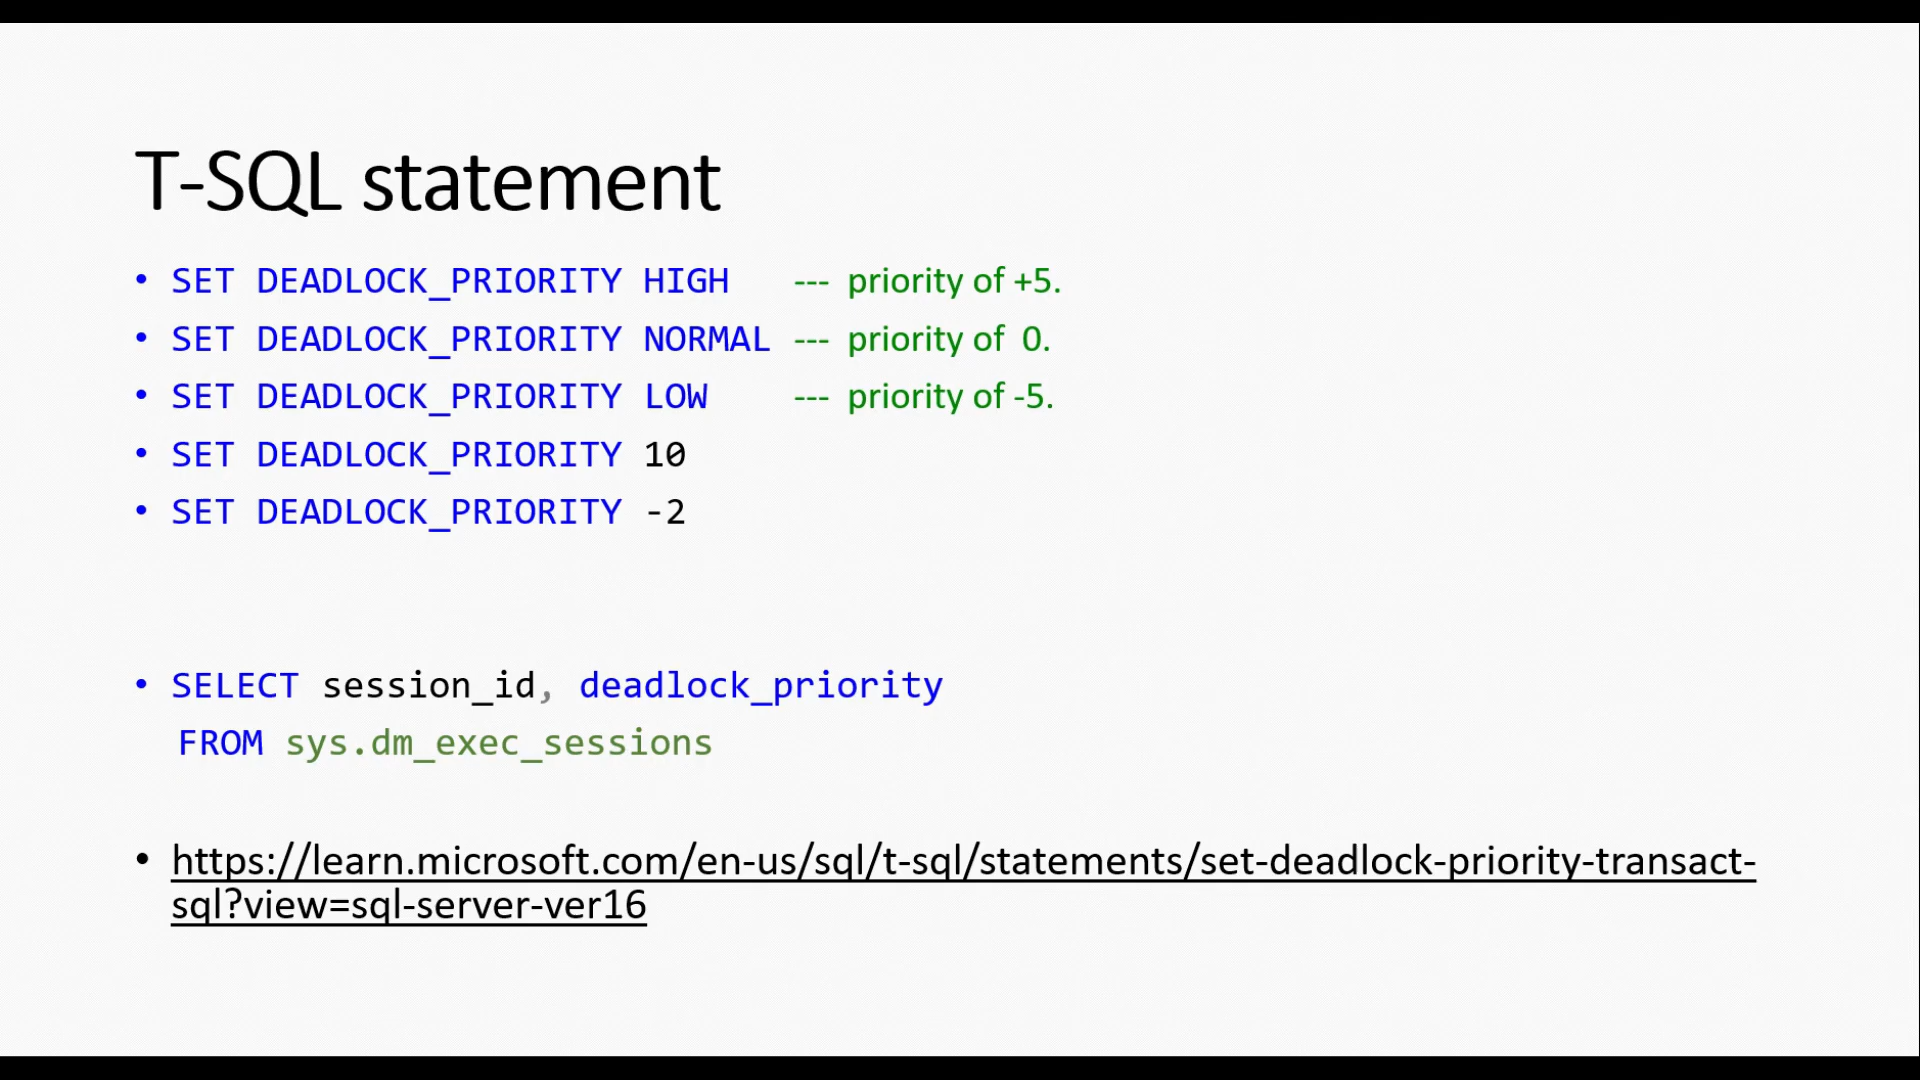 T-SQL statement
• SET DEADLOCK_PRIORITY HIGH --- priority of +5.
• SET DEADLOCK_PRIORITY NORMAL --- priority of 0.
• SET DEADLOCK_PRIORITY LOW --- priority of -5.
• SET DEADLOCK_PRIORITY 10
• SET DEADLOCK_PRIORITY -2
• SELECT session_id, deadlock_priority
FROM sys.dm_exec_sessions
• https://learn.microsoft.com/en-us/sql/t-sql/statements/set-deadlock-priority-transact-
sql?view=sql-server-ver16